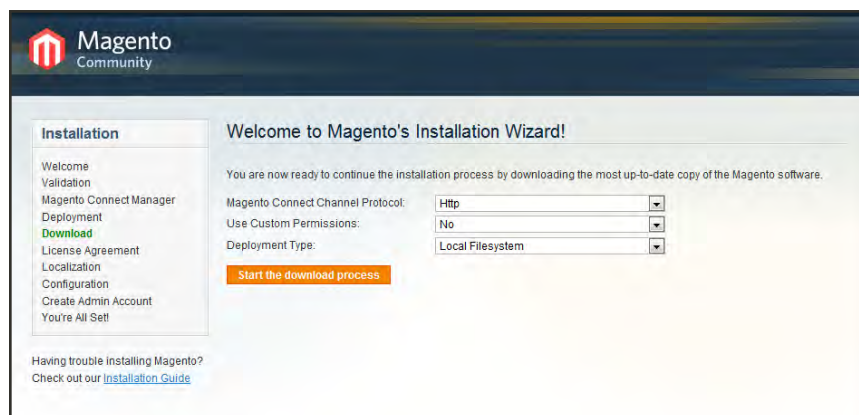 Magento
Community
Installation
Welcome
Validation
Magento Connect Manager
Deployment
Download
License Agreement
Localization
Configuration
Create Admin Account
You're All Set!
Having trouble installing Magento?
Check out our Installation Guide
Welcome to Magento's Installation Wizard!
You are now ready to continue the installation process by downloading the most up-to-date copy of the Magento software.
Magento Connect Channel Protocol: Http
Use Custom Permissions: No
Deployment Type: Local Filesystem
Start the download process